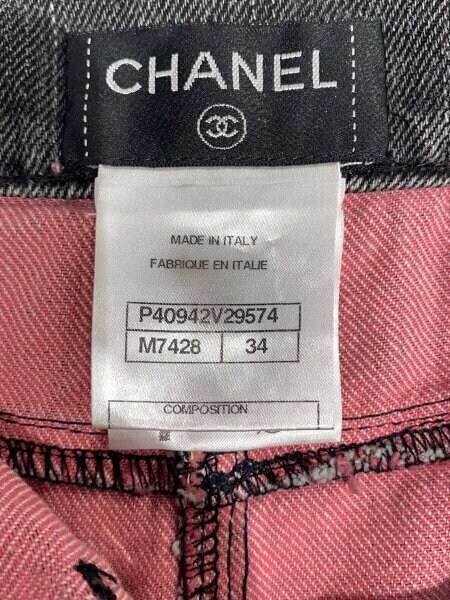 CHANEL
MADE IN ITALY
FABRIQUE EN ITALIE
P40942V29574
M7428 34
COMPOSITION